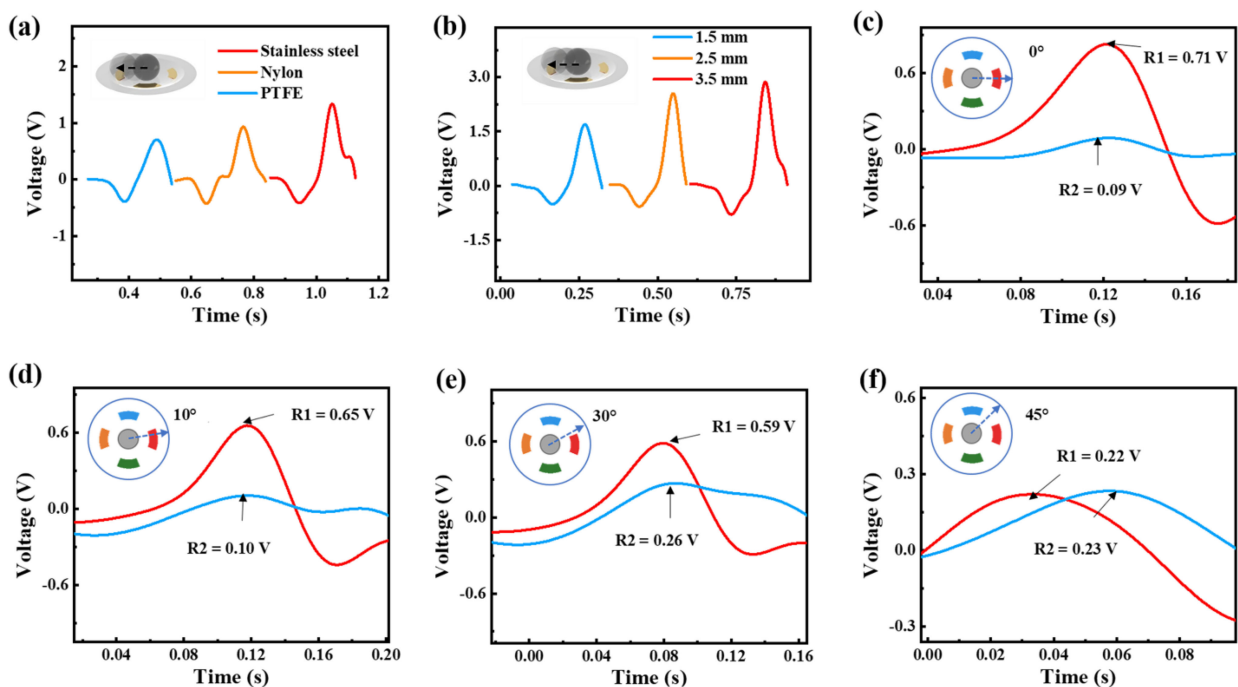 (a)
Voltage (V)
2
1
0
-1
Stainless steel
Nylon
PTFE
0.4
0.6
0.8
1.0
1.2
Time (s)
(b)
Voltage (V)
3.0
1.5
0.0
-1.5
1.5 mm
2.5 mm
3.5 mm
0.00
0.25
0.50
0.75
Time (s)
(c)
Voltage (V)
0.6
0.0
-0.6
0°
R1 = 0.71 V
R2 = 0.09 V
0.04
0.08
0.12
0.16
Time (s)
(d)
Voltage (V)
0.6
0.0
-0.6
10°
R1 = 0.65 V
R2 = 0.10 V
0.04
0.08
0.12
0.16
0.20
Time (s)
(e)
Voltage (V)
0.6
0.0
-0.6
30°
R1 = 0.59 V
R2 = 0.26 V
0.00
0.04
0.08
0.12
0.16
Time (s)
(f)
Voltage (V)
0.6
0.3
0.0
-0.3
45°
R1 = 0.22 V
R2 = 0.23 V
0.00
0.02
0.04
0.06
0.08
Time (s)